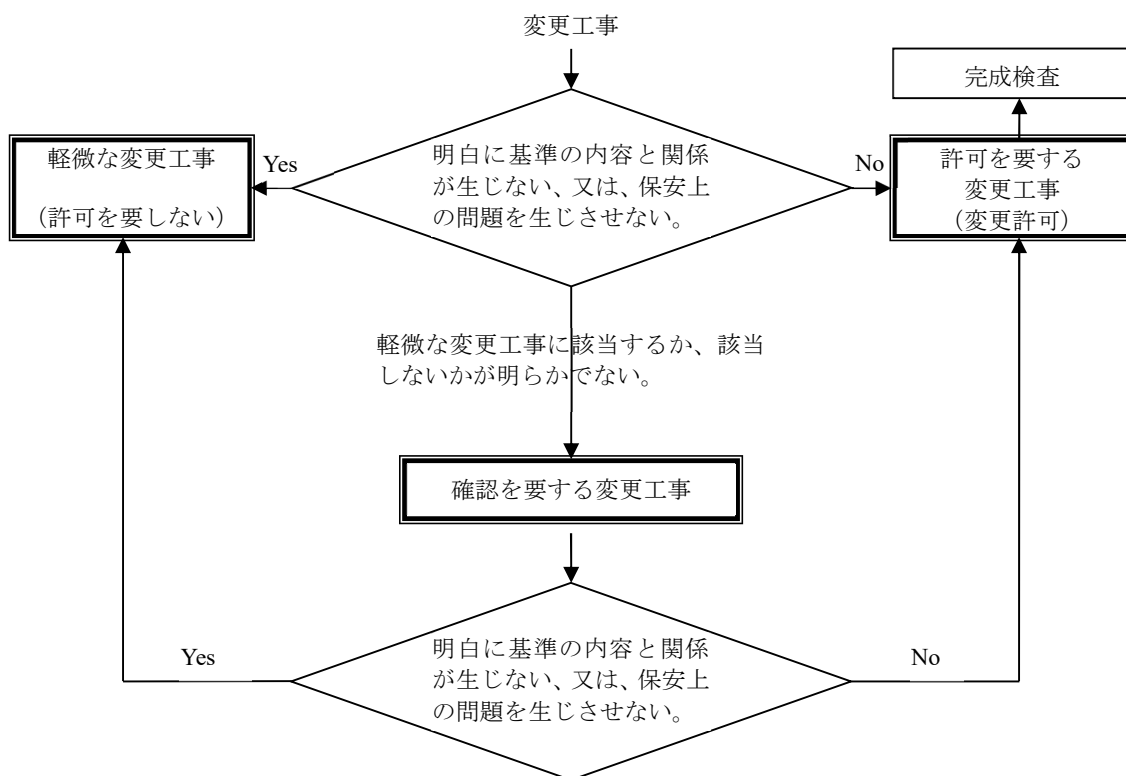 変更工事
完成検査
軽微な変更工事
（許可を要しない）
Yes
明白に基準の内容と関係
が生じない、又は、保安上
の問題を生じさせない。
No
許可を要する
変更工事
（変更許可）
軽微な変更工事に該当するか、該当
しないかが明らかでない。
確認を要する変更工事
Yes
明白に基準の内容と関係
が生じない、又は、保安上
の問題を生じさせない。
No